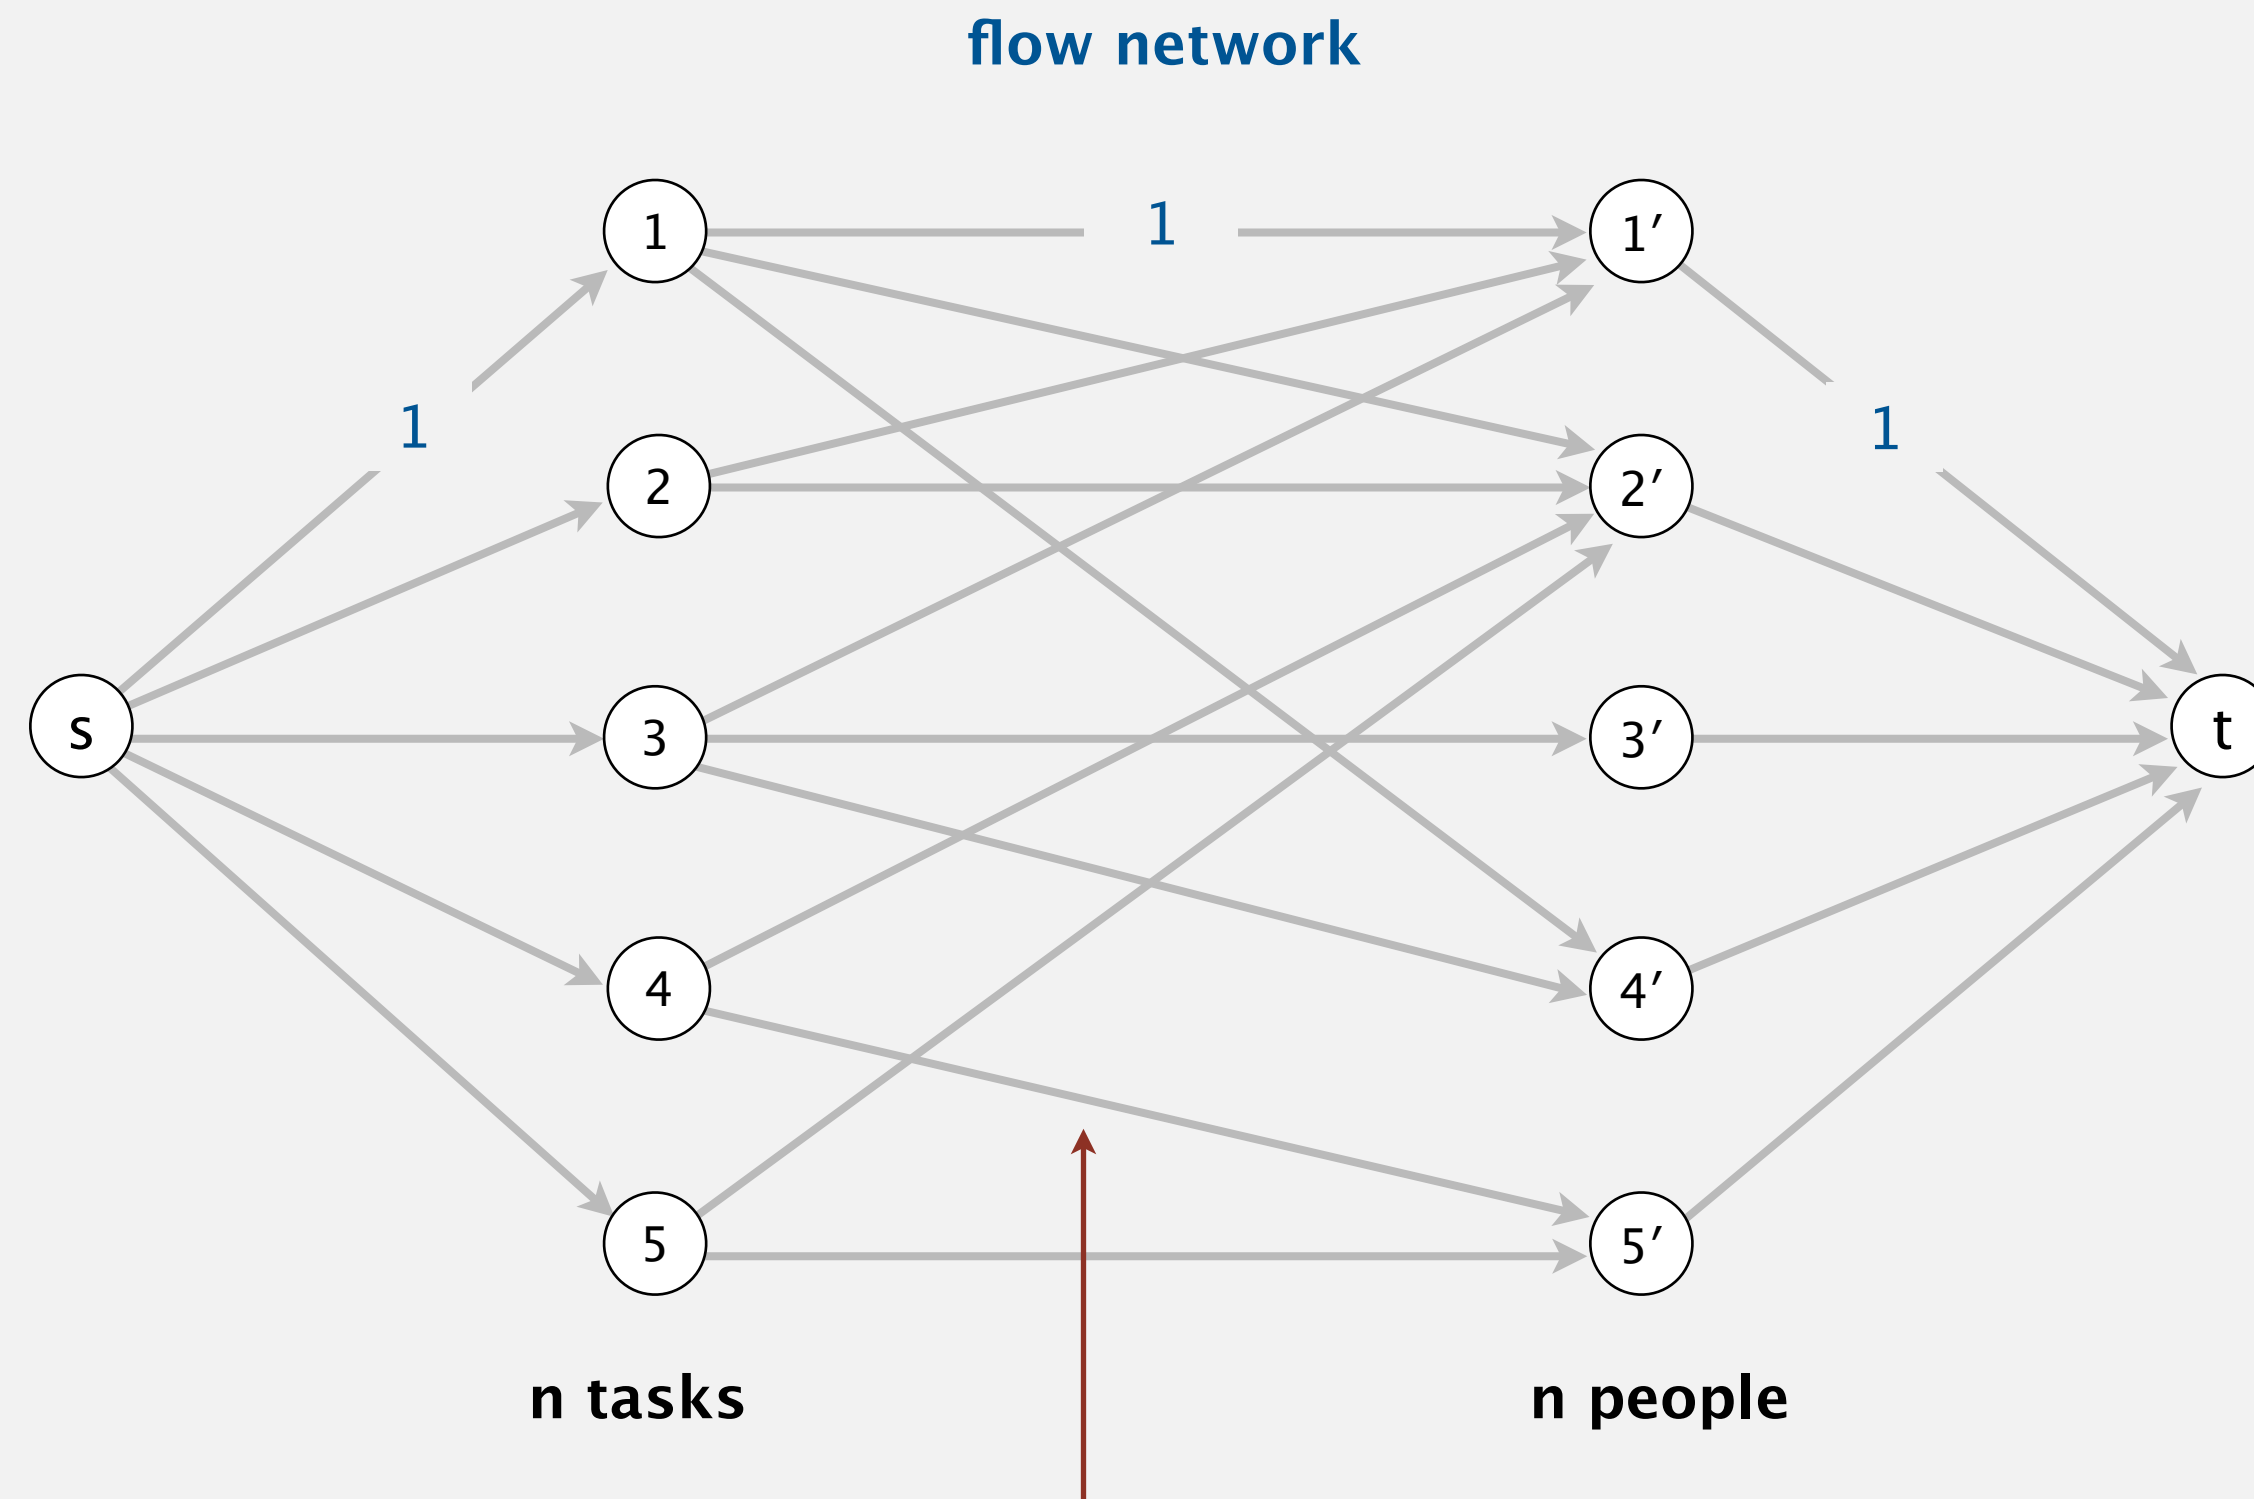 flow network
1 1 1′
1 1
2 2′
s 3 3′ t
4 4′
5 5′
n tasks n people